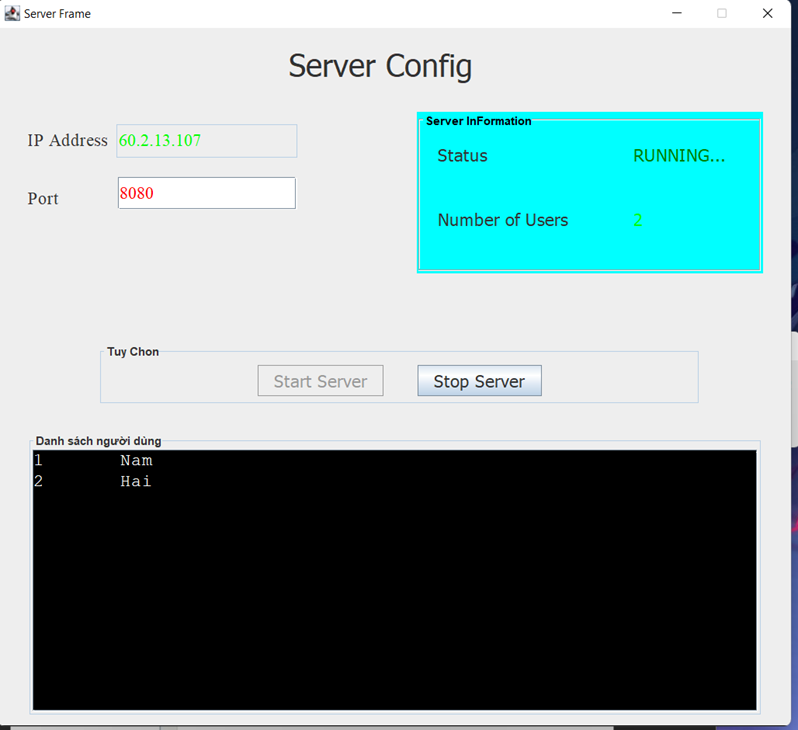 Server Frame
Server Config
IP Address 60.2.13.107
Port 8080
Server InFormation
Status RUNNING...
Number of Users 2
Tuy Chon
Start Server Stop Server
Danh sách người dùng
1 Nam
2 Hai